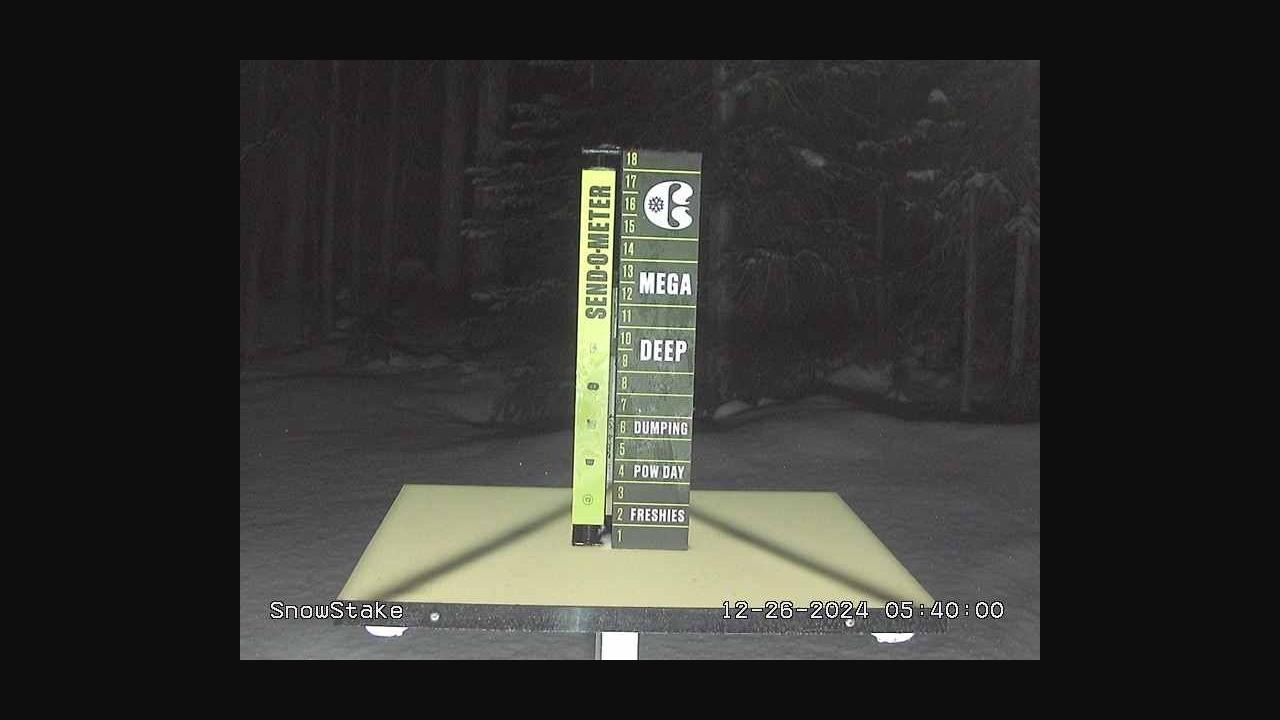 SEND-O-METER
18
17
16
15
14
13
MEGA
12
11
10
DEEP
9
8
7
6 DUMPING
5
4 POW DAY
3
2 FRESHIES
1
SnowStake
12-26-2024 05:40:00